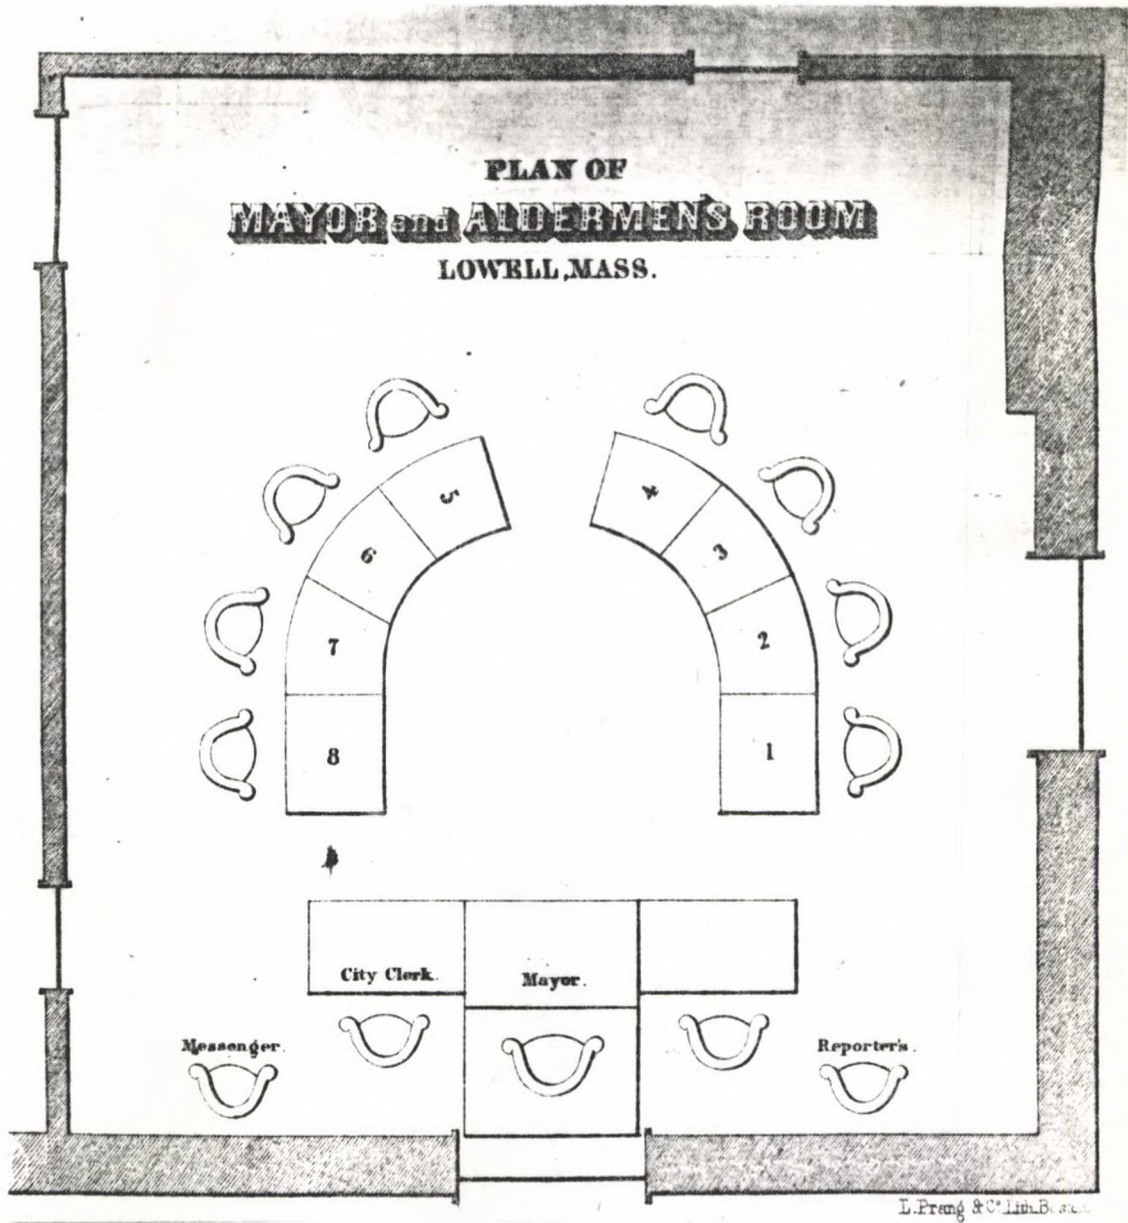 PLAN OF
MAYOR and ALDERMEN'S ROOM
LOWELL, MASS.
5
4
6
3
7
2
8
1
City Clerk.
Mayor.
Messenger.
Reporter's.
L. Prang & Co. Lith. Boston